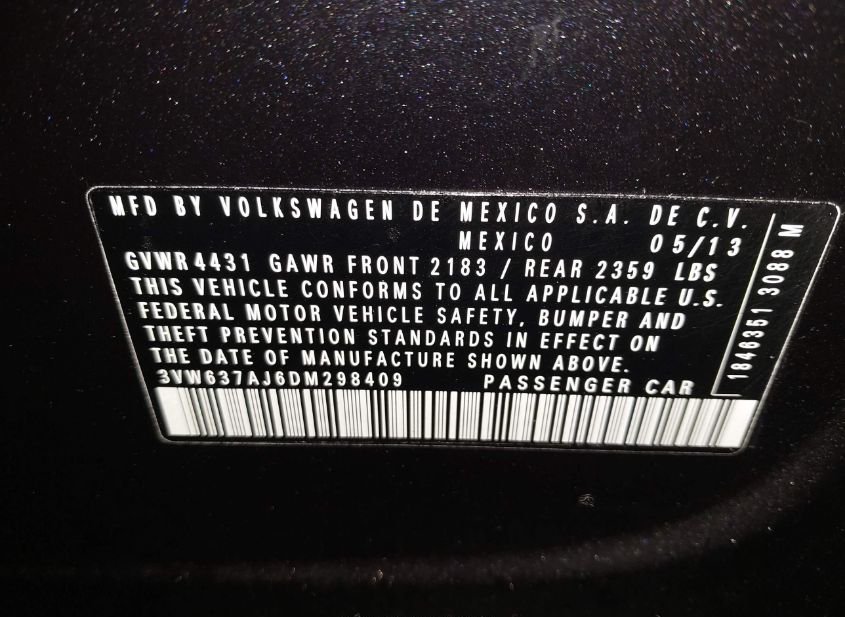 MFD BY VOLKSWAGEN DE MEXICO S.A. DE C.V.
MEXICO 05/13
GVWR 4431 GAWR FRONT 2183 / REAR 2359 LBS
THIS VEHICLE CONFORMS TO ALL APPLICABLE U.S.
FEDERAL MOTOR VEHICLE SAFETY, BUMPER AND
THEFT PREVENTION STANDARDS IN EFFECT ON
THE DATE OF MANUFACTURE SHOWN ABOVE.
3VW637AJ6DM298409 PASSENGER CAR
1846351 3088 M